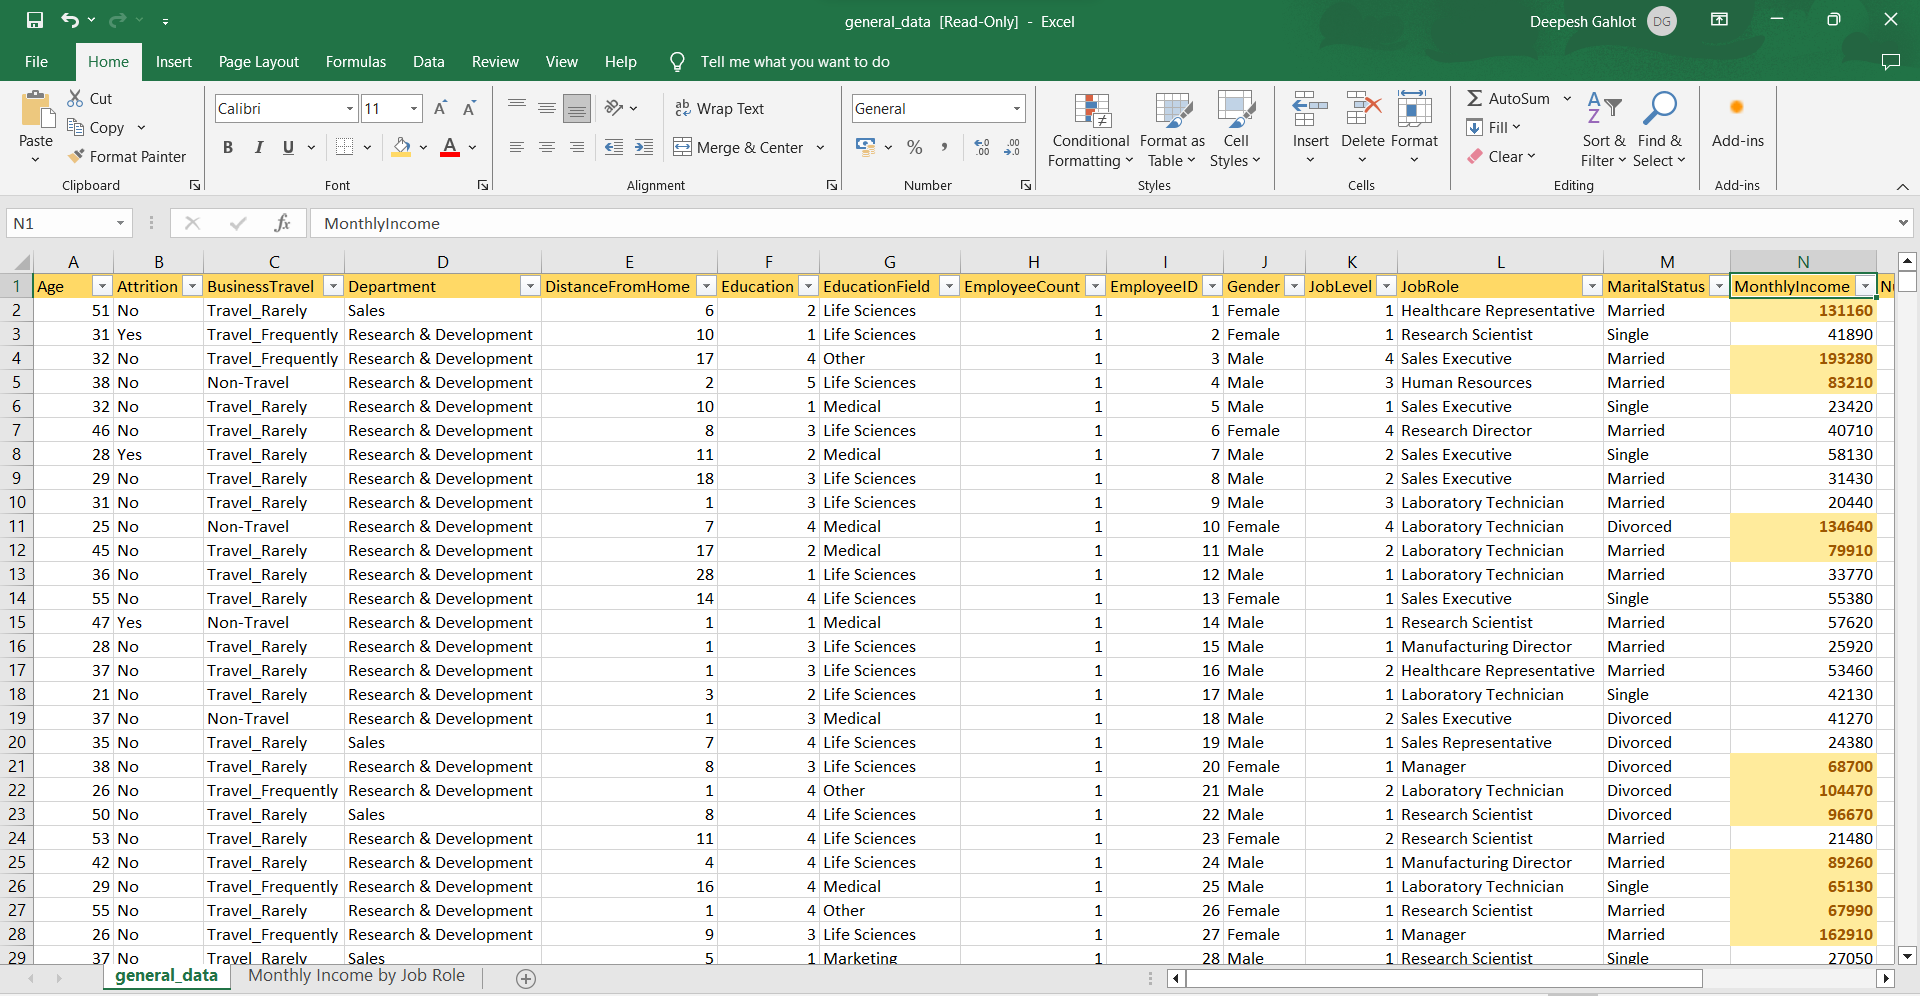 general_data [Read-Only] - Excel
Deepesh Gahlot DG
File Home Insert Page Layout Formulas Data Review View Help Tell me what you want to do
Paste
Cut
Copy
Format Painter
Clipboard
Calibri 11
B I U
Font
Wrap Text
Merge & Center
Alignment
General
Number
Conditional Formatting
Format as Table
Cell Styles
Styles
Insert Delete Format
Cells
AutoSum
Fill
Clear
Sort & Filter
Find & Select
Editing
Add-ins
Add-ins
N1 fx MonthlyIncome
A B C D E F G H I J K L M N
1 Age Attrition BusinessTravel Department DistanceFromHome Education EducationField EmployeeCount EmployeeID Gender JobLevel JobRole MaritalStatus MonthlyIncome
2 51 No Travel_Rarely Sales 6 2 Life Sciences 1 1 Female 1 Healthcare Representative Married 131160
3 31 Yes Travel_Frequently Research & Development 10 1 Life Sciences 1 2 Female 1 Research Scientist Single 41890
4 32 No Travel_Frequently Research & Development 17 4 Other 1 3 Male 4 Sales Executive Married 193280
5 38 No Non-Travel Research & Development 2 5 Life Sciences 1 4 Male 3 Human Resources Married 83210
6 32 No Travel_Rarely Research & Development 10 1 Medical 1 5 Male 1 Sales Executive Single 23420
7 46 No Travel_Rarely Research & Development 8 3 Life Sciences 1 6 Female 4 Research Director Married 40710
8 28 Yes Travel_Rarely Research & Development 11 2 Medical 1 7 Male 2 Sales Executive Single 58130
9 29 No Travel_Rarely Research & Development 18 3 Life Sciences 1 8 Male 2 Sales Executive Married 31430
10 31 No Travel_Rarely Research & Development 1 3 Life Sciences 1 9 Male 3 Laboratory Technician Married 20440
11 25 No Non-Travel Research & Development 7 4 Medical 1 10 Female 4 Laboratory Technician Divorced 134640
12 45 No Travel_Rarely Research & Development 17 2 Medical 1 11 Male 2 Laboratory Technician Married 79910
13 36 No Travel_Rarely Research & Development 28 1 Life Sciences 1 12 Male 1 Laboratory Technician Married 33770
14 55 No Travel_Rarely Research & Development 14 4 Life Sciences 1 13 Female 1 Sales Executive Single 55380
15 47 Yes Non-Travel Research & Development 1 1 Medical 1 14 Male 1 Research Scientist Married 57620
16 28 No Travel_Rarely Research & Development 1 3 Life Sciences 1 15 Male 1 Manufacturing Director Married 25920
17 37 No Travel_Rarely Research & Development 1 3 Life Sciences 1 16 Male 2 Healthcare Representative Married 53460
18 21 No Travel_Rarely Research & Development 3 2 Life Sciences 1 17 Male 1 Laboratory Technician Single 42130
19 37 No Non-Travel Research & Development 1 3 Medical 1 18 Male 2 Sales Executive Divorced 41270
20 35 No Travel_Rarely Sales 7 4 Life Sciences 1 19 Male 1 Sales Representative Divorced 24380
21 38 No Travel_Rarely Research & Development 8 3 Life Sciences 1 20 Female 1 Manager Divorced 68700
22 26 No Travel_Frequently Research & Development 1 4 Other 1 21 Male 2 Laboratory Technician Divorced 104470
23 50 No Travel_Rarely Sales 8 4 Life Sciences 1 22 Male 1 Research Scientist Divorced 96670
24 53 No Travel_Rarely Research & Development 11 4 Life Sciences 1 23 Female 2 Research Scientist Married 21480
25 42 No Travel_Rarely Research & Development 4 4 Life Sciences 1 24 Male 1 Manufacturing Director Married 89260
26 29 No Travel_Frequently Research & Development 16 4 Medical 1 25 Male 1 Laboratory Technician Single 65130
27 55 No Travel_Rarely Research & Development 1 4 Other 1 26 Female 1 Research Scientist Married 67990
28 26 No Travel_Frequently Research & Development 9 3 Life Sciences 1 27 Female 1 Manager Married 162910
29 37 No Travel_Rarely Sales 5 1 Marketing 1 28 Male 1 Research Scientist Single 27050
general_data Monthly Income by Job Role